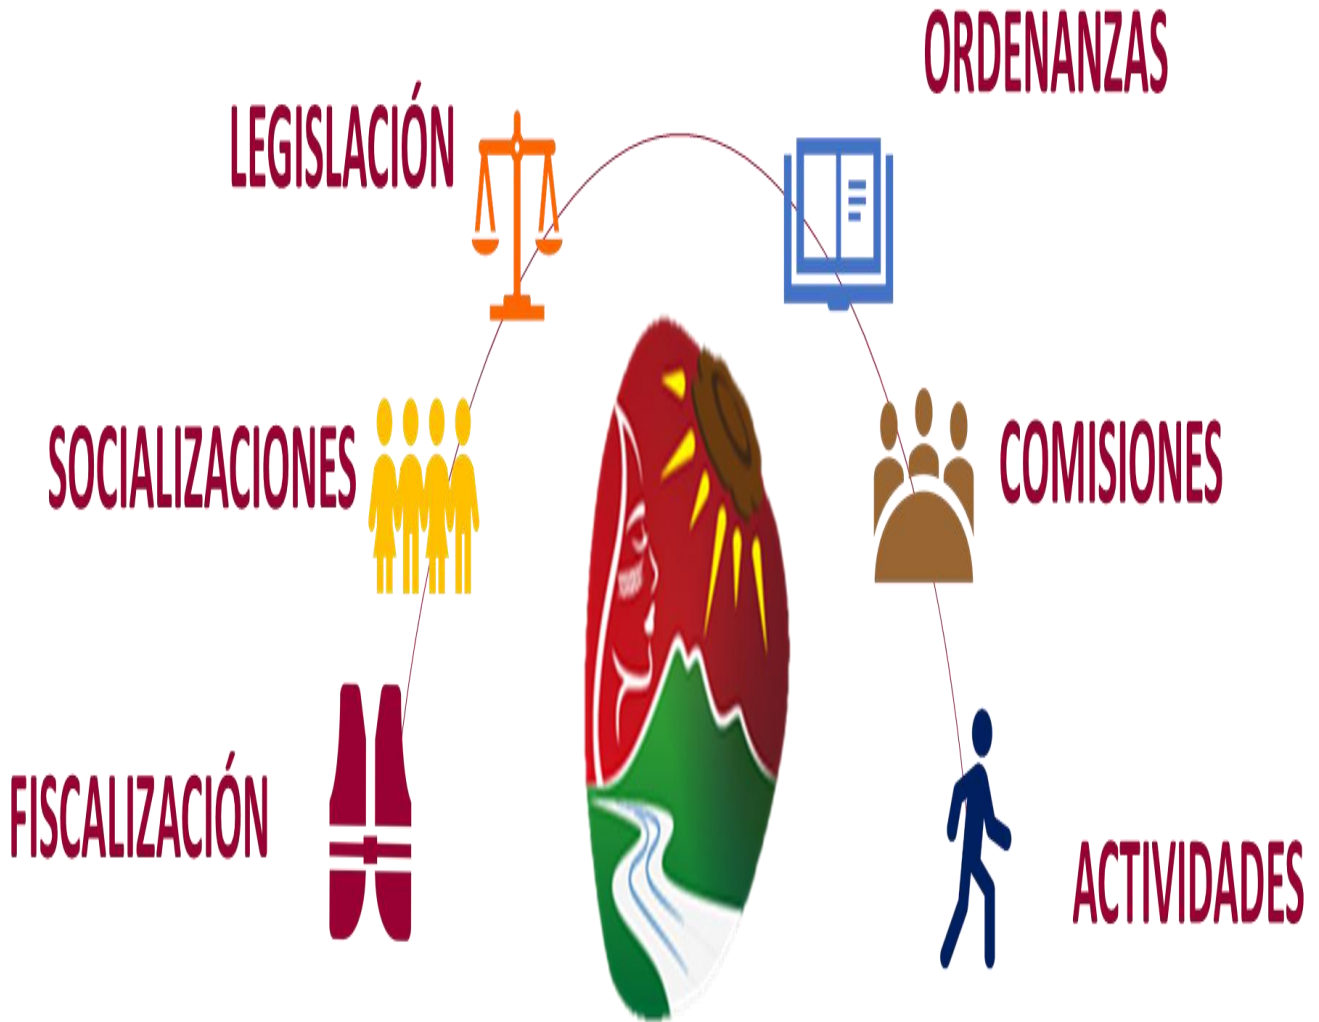 ORDENANZAS
LEGISLACIÓN
SOCIALIZACIONES
COMISIONES
FISCALIZACIÓN
ACTIVIDADES